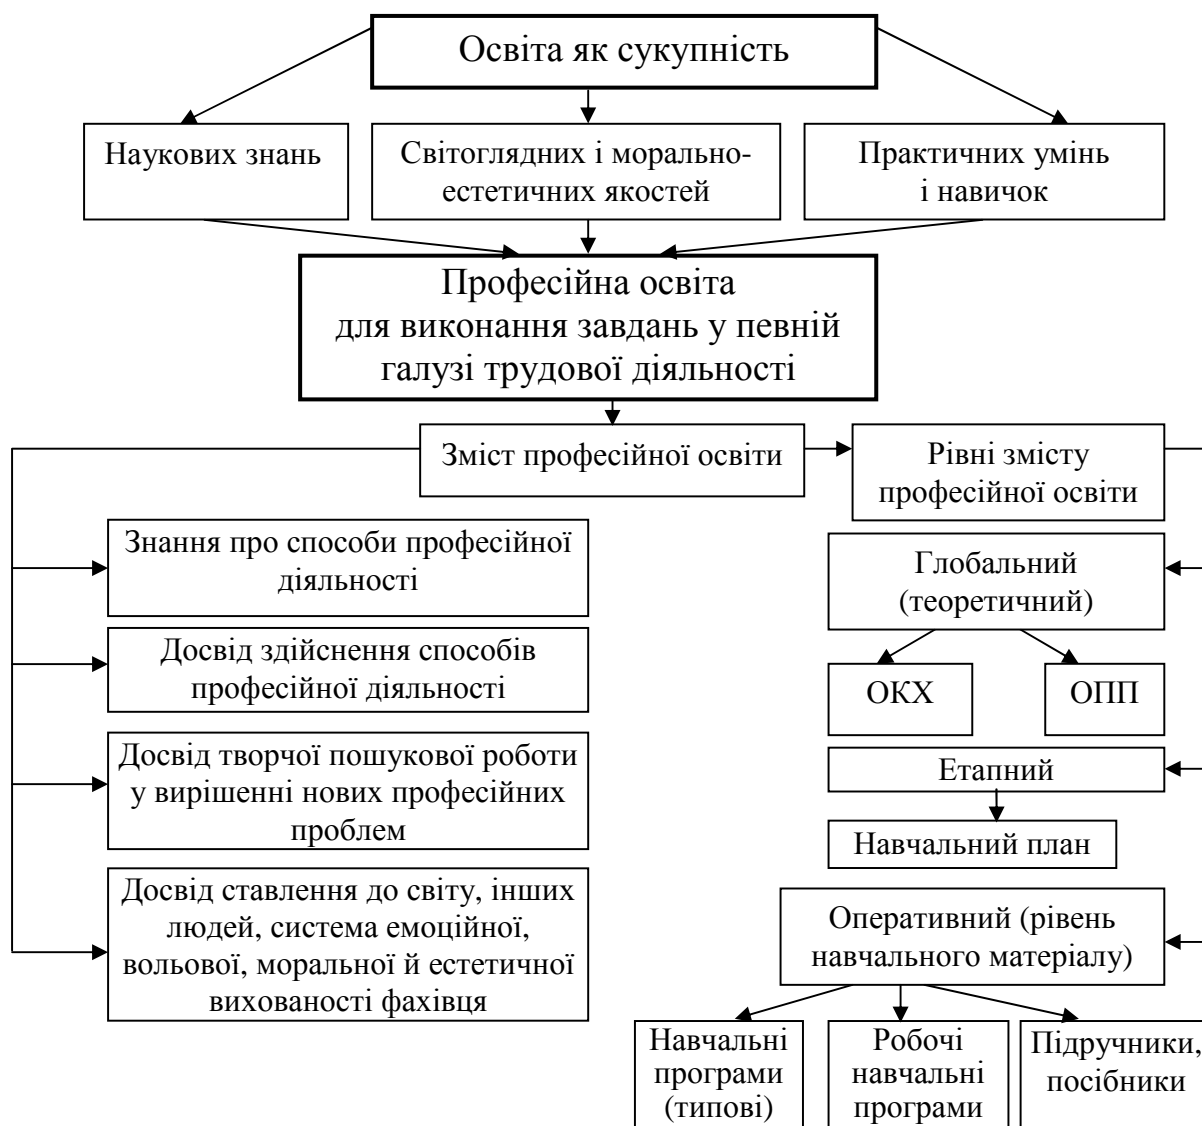 Освіта як сукупність
Наукових знань
Світоглядних і морально-
естетичних якостей
Практичних умінь
і навичок
Професійна освіта
для виконання завдань у певній
галузі трудової діяльності
Зміст професійної освіти
Рівні змісту
професійної освіти
Знання про способи професійної
діяльності
Досвід здійснення способів
професійної діяльності
Досвід творчої пошукової роботи
у вирішенні нових професійних
проблем
Досвід ставлення до світу, інших
людей, система емоційної,
вольової, моральної й естетичної
вихованості фахівця
Глобальний
(теоретичний)
ОКХ
ОПП
Етапний
Навчальний план
Оперативний (рівень
навчального матеріалу)
Навчальні
програми
(типові)
Робочі
навчальні
програми
Підручники,
посібники